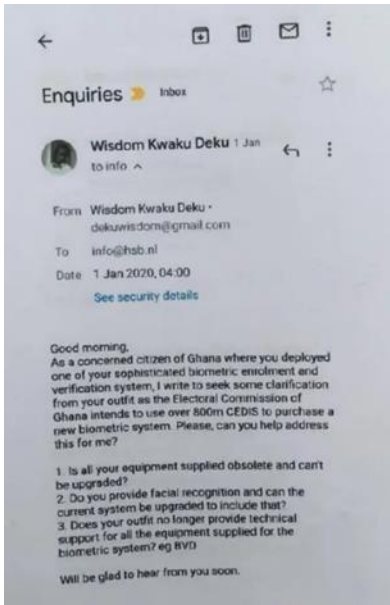 Enquiries Inbox
Wisdom Kwaku Deku 1 Jan
to info
From Wisdom Kwaku Deku •
dekuwisdom@gmail.com
To info@hsb.nl
Date 1 Jan 2020, 04:00
See security details
Good morning,
As a concerned citizen of Ghana where you deployed
one of your sophisticated biometric enrolment and
verification system, I write to seek some clarification
from your outfit as the Electoral Commission of
Ghana intends to use over 800m CEDIS to purchase a
new biometric system. Please, can you help address
this for me?
1. Is all your equipment supplied obsolete and can't
be upgraded?
2. Do you provide facial recognition and can the
current system be upgraded to include that?
3. Does your outfit no longer provide technical
support for all the equipment supplied for the
biometric system? eg BVD
Will be glad to hear from you soon.